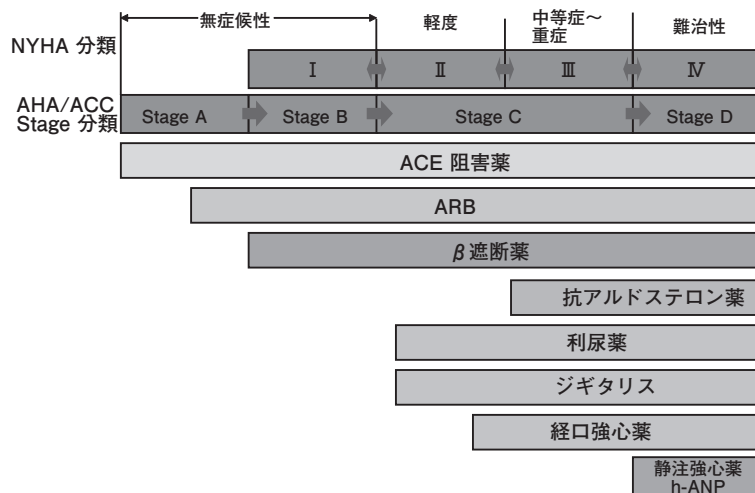 無症候性 軽度 中等症～
重症 難治性
NYHA 分類
Ⅰ Ⅱ Ⅲ Ⅳ
AHA/ACC
Stage 分類
Stage A Stage B Stage C Stage D
ACE 阻害薬
ARB
β遮断薬
抗アルドステロン薬
利尿薬
ジギタリス
経口強心薬
静注強心薬
h-ANP